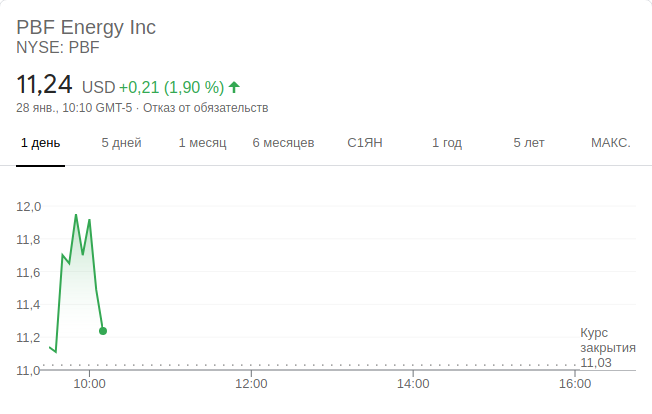 PBF Energy Inc
NYSE: PBF
11,24 USD +0,21 (1,90 %)
28 янв., 10:10 GMT-5 · Отказ от обязательств
1 день 5 дней 1 месяц 6 месяцев С1ЯН 1 год 5 лет МАКС.
12,0
11,8
11,6
11,4
11,2
Курс
закрытия
11,03
11,0
10:00 12:00 14:00 16:00